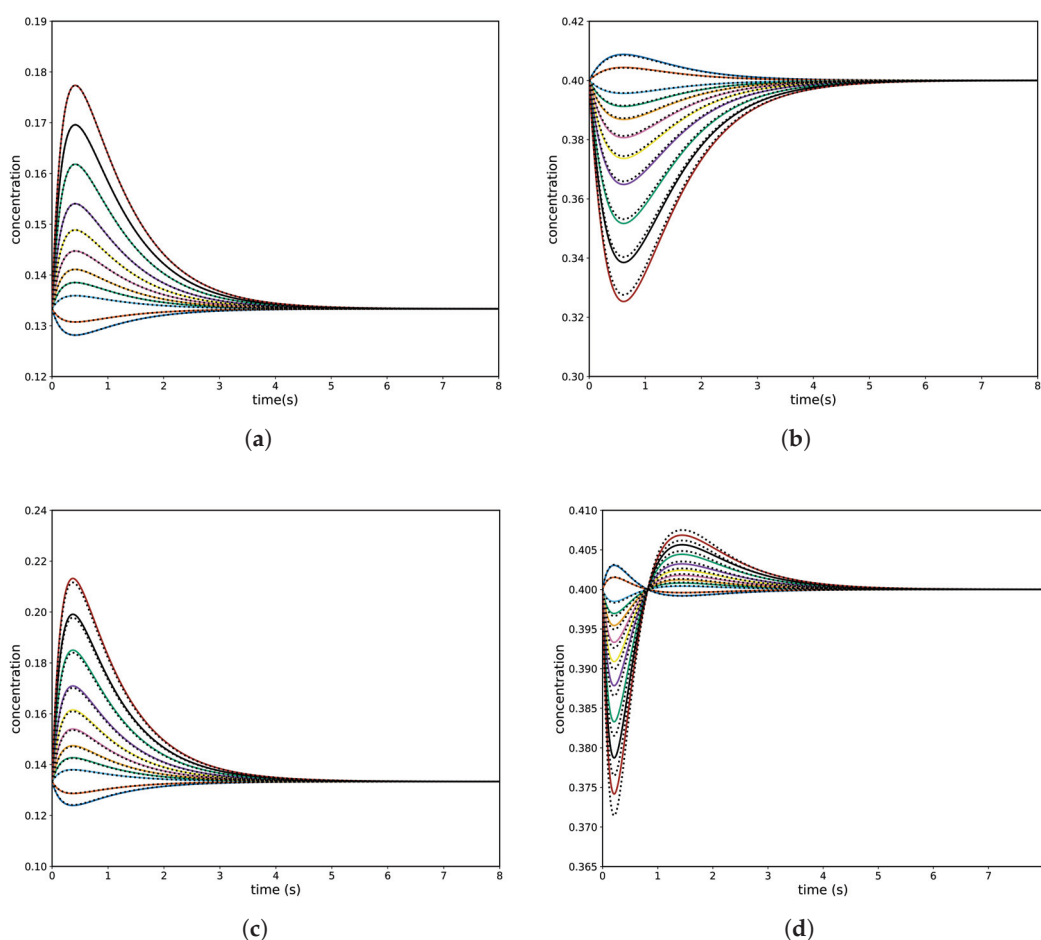 0.19
0.18
0.17
0.16
0.15
0.14
0.13
0.12
concentration
0 1 2 3 4 5 6 7 8
time(s)
(a)
0.42
0.40
0.38
0.36
0.34
0.32
0.30
concentration
0 1 2 3 4 5 6 7 8
time(s)
(b)
0.24
0.22
0.20
0.18
0.16
0.14
0.12
0.10
concentration
0 1 2 3 4 5 6 7 8
time (s)
(c)
0.410
0.405
0.400
0.395
0.390
0.385
0.380
0.375
0.370
0.365
concentration
0 1 2 3 4 5 6 7
time (s)
(d)